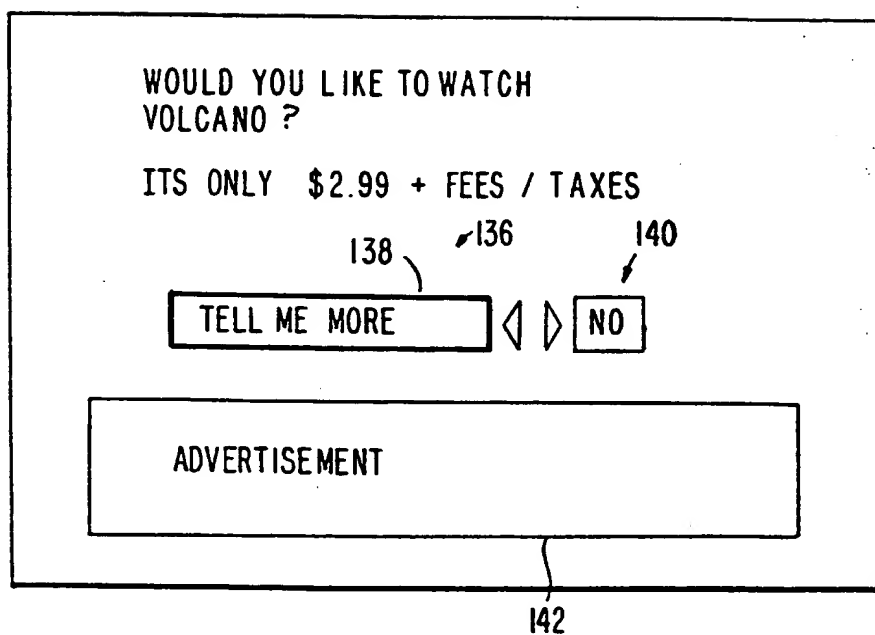 WOULD YOU LIKE TO WATCH
VOLCANO ?
ITS ONLY $2.99 + FEES / TAXES
138 136 140
TELL ME MORE NO
ADVERTISEMENT
142